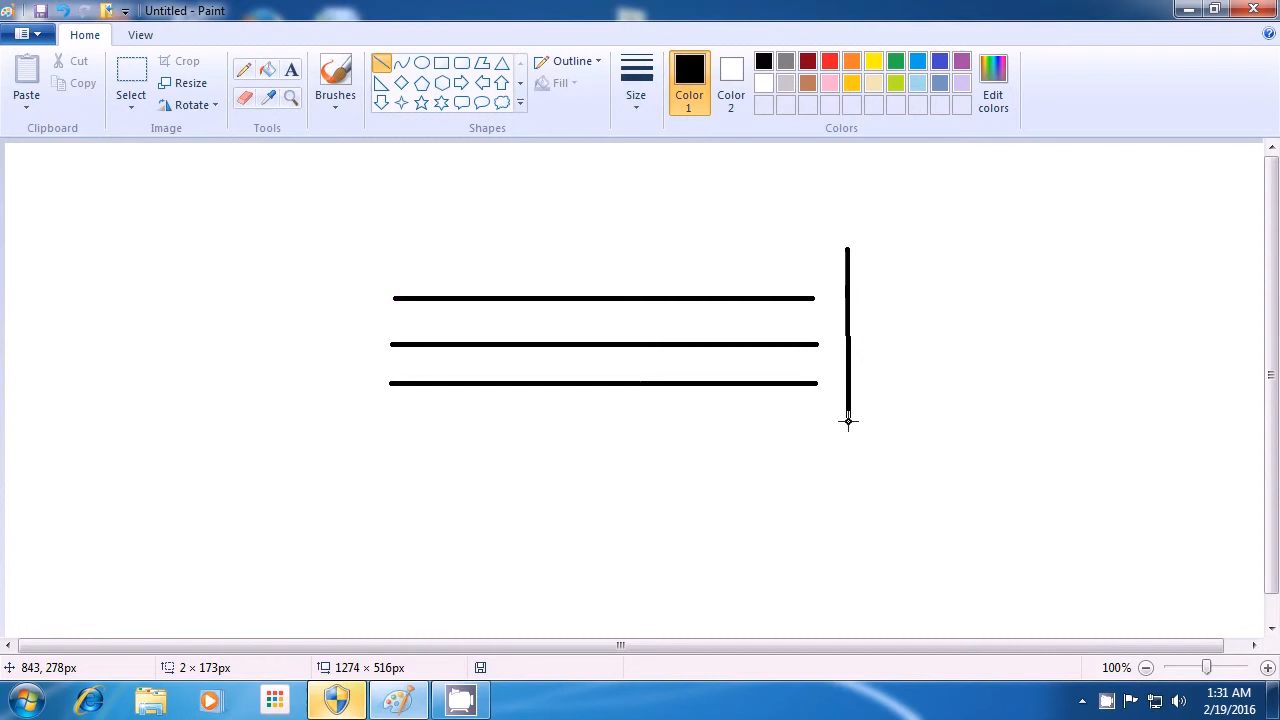 Untitled - Paint
Home View
Paste
Cut
Copy
Clipboard
Select
Crop
Resize
Rotate
Image
A
Tools
Brushes
Outline
Fill
Shapes
Size
Color 1
Color 2
Edit colors
Colors
843, 278px
2 × 173px
1274 × 516px
100%
1:31 AM
2/19/2016